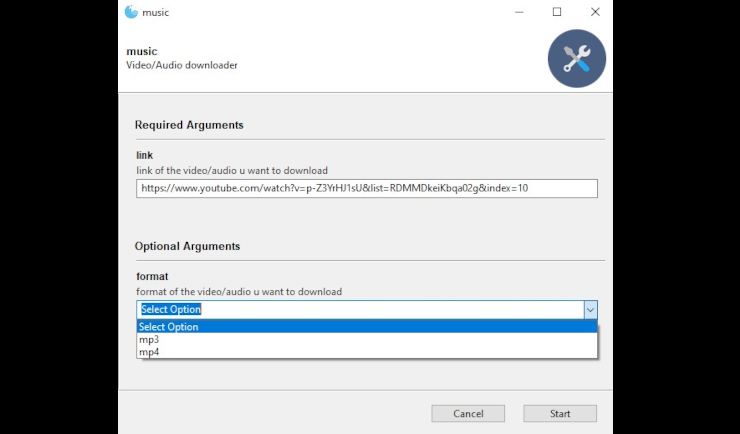 music
music
Video/Audio downloader
Required Arguments
link
link of the video/audio u want to download
https://www.youtube.com/watch?v=p-Z3YrHJ1sU&list=RDMMDkeiKbqa02g&index=10
Optional Arguments
format
format of the video/audio u want to download
Select Option
Select Option
mp3
mp4
Cancel
Start